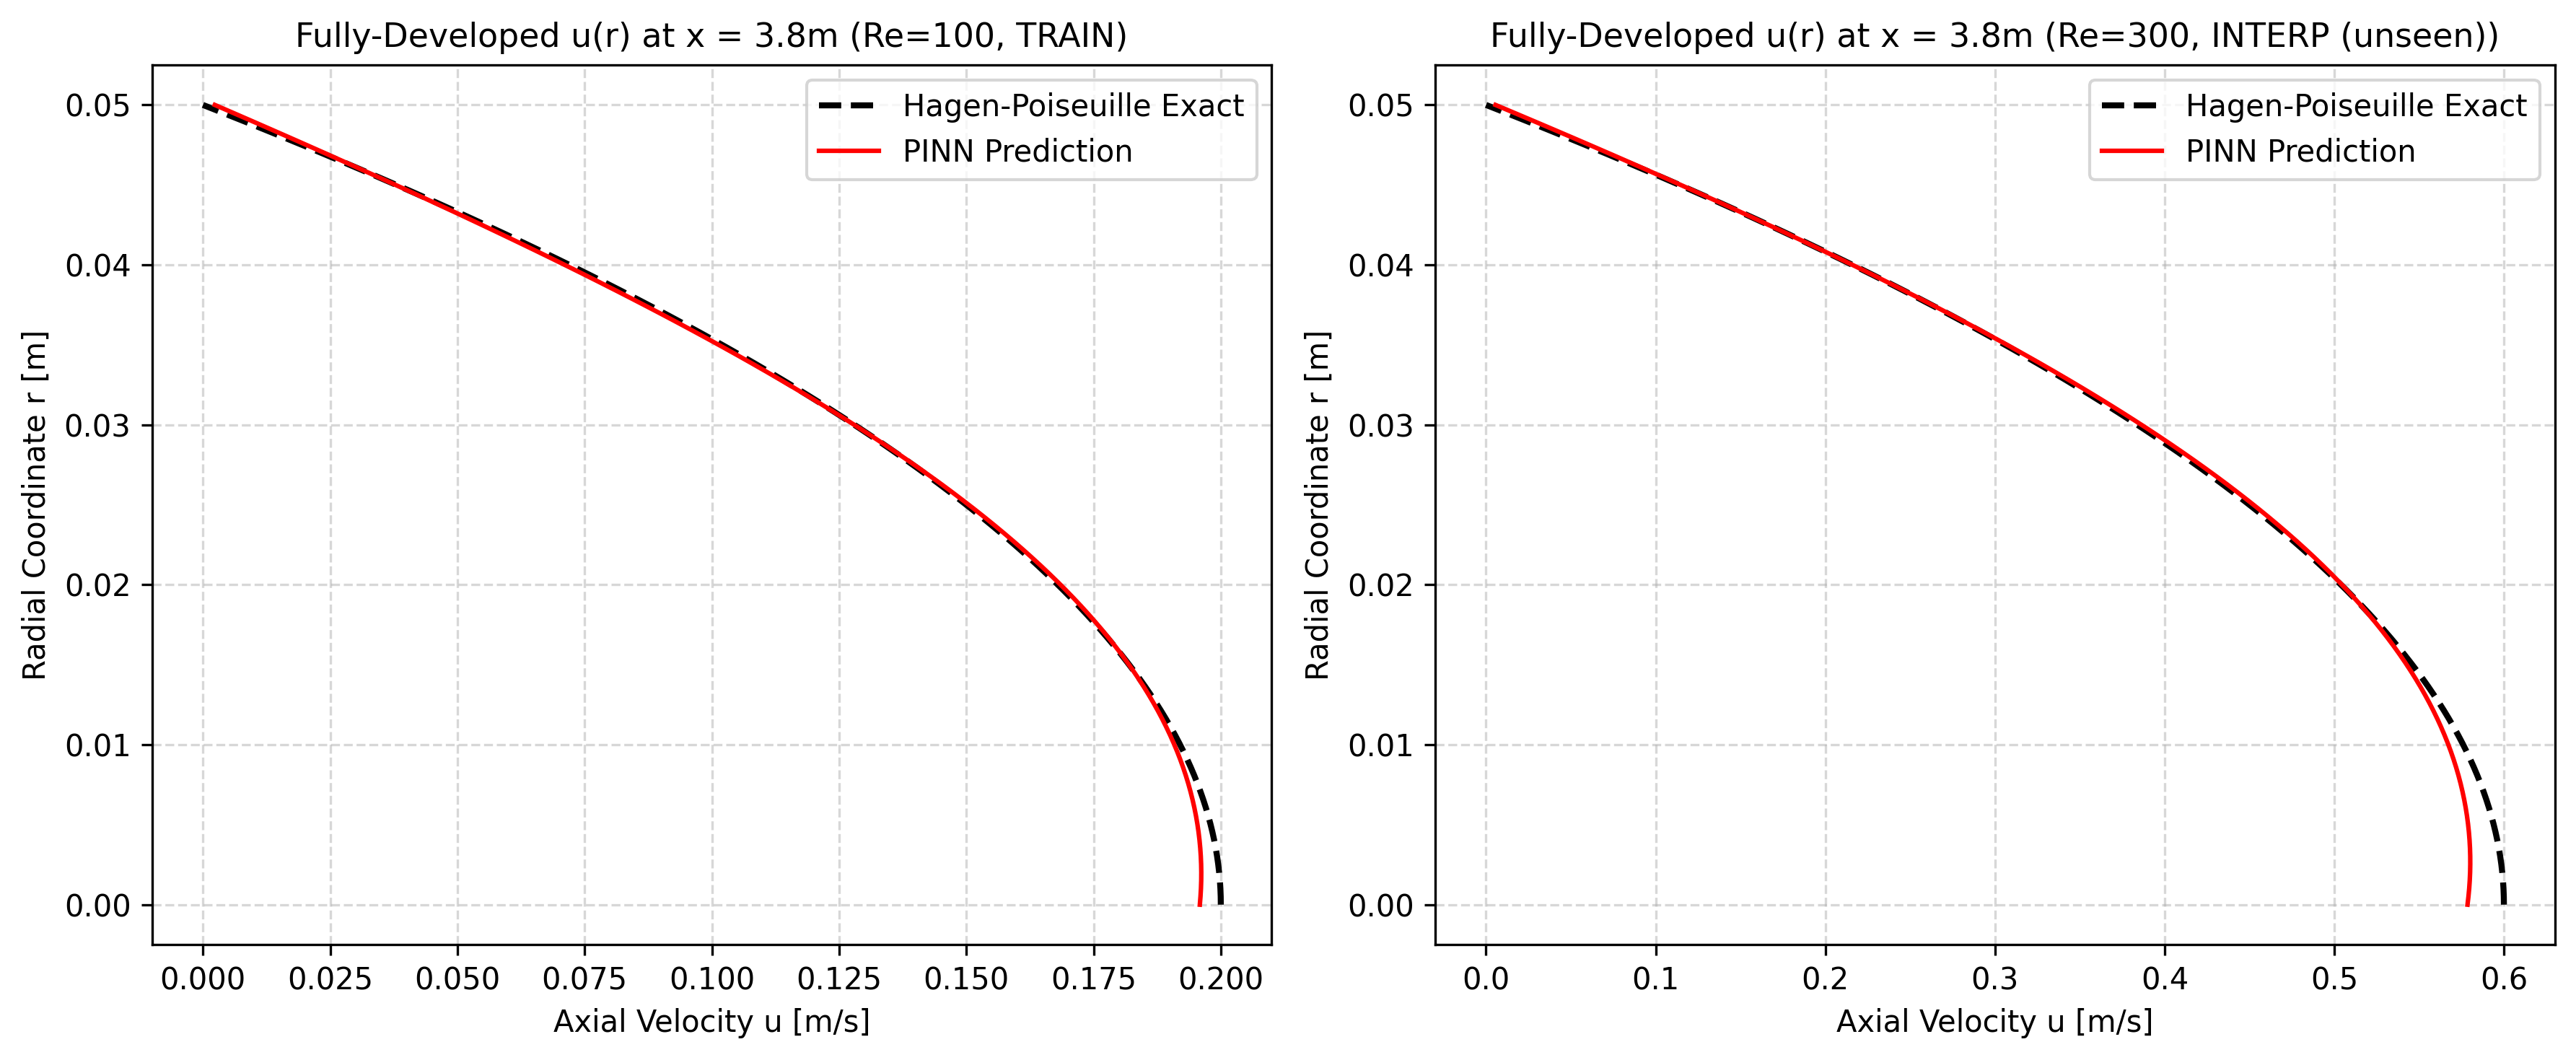 Fully-Developed u(r) at x = 3.8m (Re=100, TRAIN)
Hagen-Poiseuille Exact
PINN Prediction
Radial Coordinate r [m]
0.05
0.04
0.03
0.02
0.01
0.00
0.000 0.025 0.050 0.075 0.100 0.125 0.150 0.175 0.200
Axial Velocity u [m/s]
Fully-Developed u(r) at x = 3.8m (Re=300, INTERP (unseen))
Hagen-Poiseuille Exact
PINN Prediction
Radial Coordinate r [m]
0.05
0.04
0.03
0.02
0.01
0.00
0.0 0.1 0.2 0.3 0.4 0.5 0.6
Axial Velocity u [m/s]